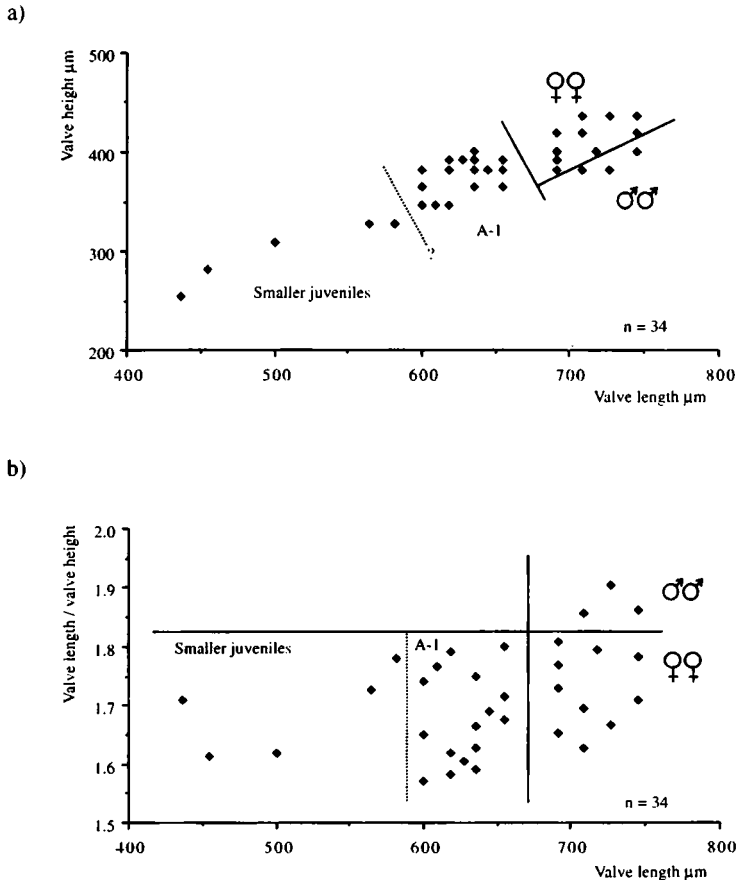 a)
Valve height µm
500
400
300
200
♀♀
♂♂
A-1
?
Smaller juveniles
n = 34
400
500
600
700
800
Valve length µm
b)
Valve length / valve height
2.0
1.9
1.8
1.7
1.6
1.5
♂♂
Smaller juveniles
A-1
♀♀
n = 34
400
500
600
700
800
Valve length µm